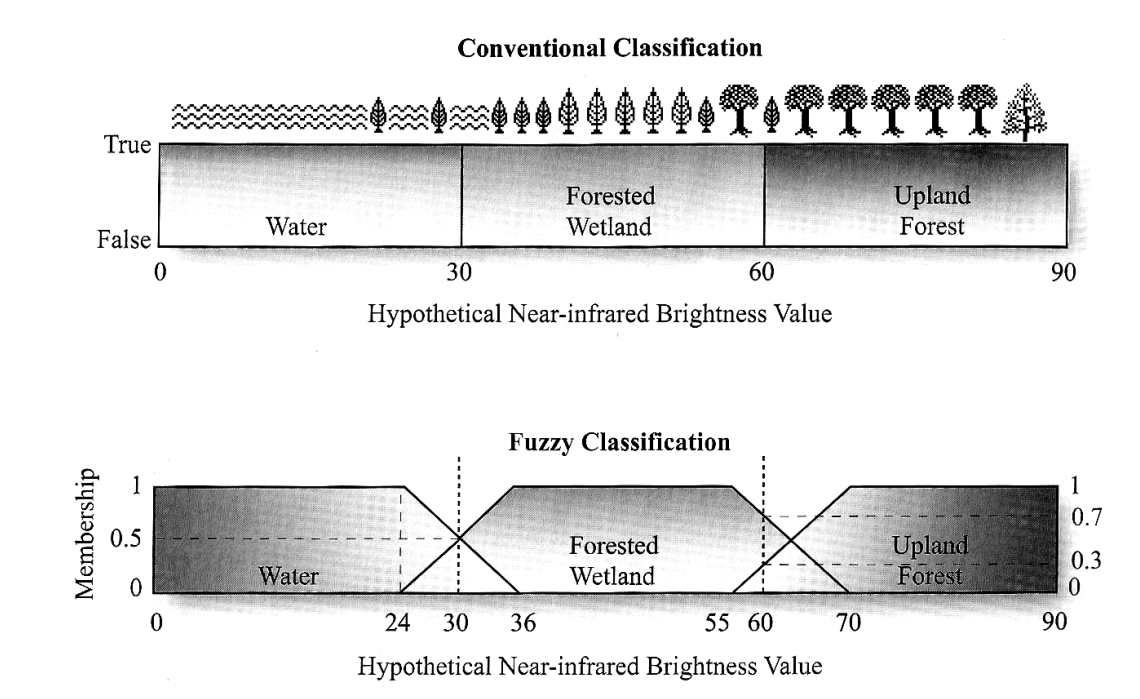 Conventional Classification
True
False
Water
Forested
Wetland
Upland
Forest
0 30 60 90
Hypothetical Near-infrared Brightness Value
Fuzzy Classification
Membership
1
0.5
0
Water
Forested
Wetland
Upland
Forest
1
0.7
0.3
0
0 24 30 36 55 60 70 90
Hypothetical Near-infrared Brightness Value